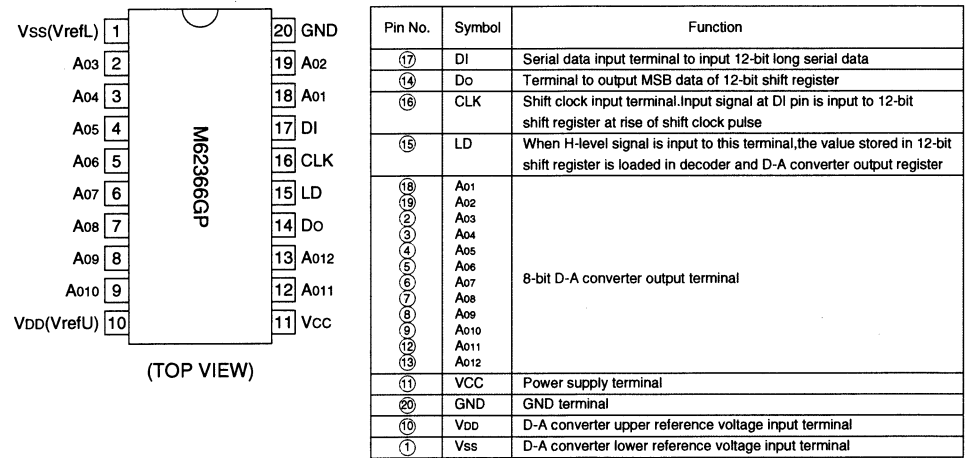 Vss(VrefL) 1
Ao3 2
Ao4 3
Ao5 4
Ao6 5
Ao7 6
Ao8 7
Ao9 8
Ao10 9
VDD(VrefU) 10
M62366GP
20 GND
19 Ao2
18 Ao1
17 DI
16 CLK
15 LD
14 Do
13 Ao12
12 Ao11
11 Vcc
(TOP VIEW)
Pin No. Symbol Function
⑰ DI Serial data input terminal to input 12-bit long serial data
⑭ Do Terminal to output MSB data of 12-bit shift register
⑯ CLK Shift clock input terminal.Input signal at DI pin is input to 12-bit
shift register at rise of shift clock pulse
⑮ LD When H-level signal is input to this terminal,the value stored in 12-bit
shift register is loaded in decoder and D-A converter output register
⑱ Ao1
⑲ Ao2
② Ao3
③ Ao4
④ Ao5
⑤ Ao6
⑥ Ao7
⑦ Ao8
⑧ Ao9
⑨ Ao10
⑫ Ao11
⑬ Ao12
8-bit D-A converter output terminal
⑪ VCC Power supply terminal
⑳ GND GND terminal
⑩ VDD D-A converter upper reference voltage input terminal
① Vss D-A converter lower reference voltage input terminal